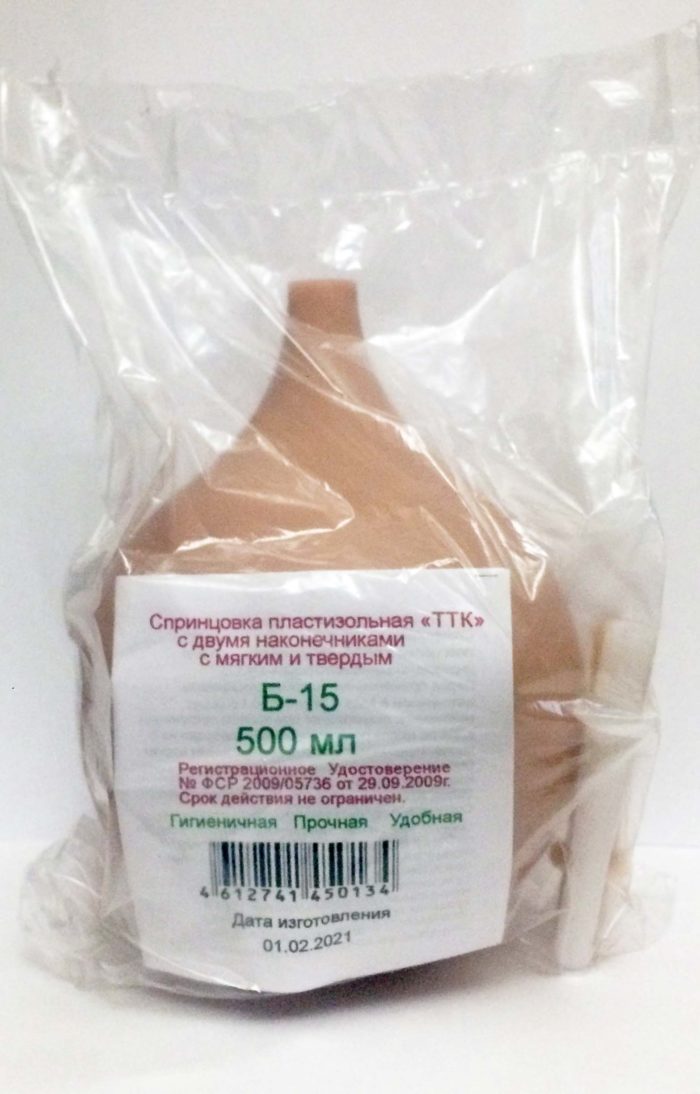 Спринцовка пластизольная «ТТК»
с двумя наконечниками
с мягким и твердым
Б-15
500 мл
Регистрационное Удостоверение
№ ФСР 2009/05736 от 29.09.2009г.
Срок действия не ограничен.
Гигиеничная Прочная Удобная
4 612741 450134
Дата изготовления
01.02.2021